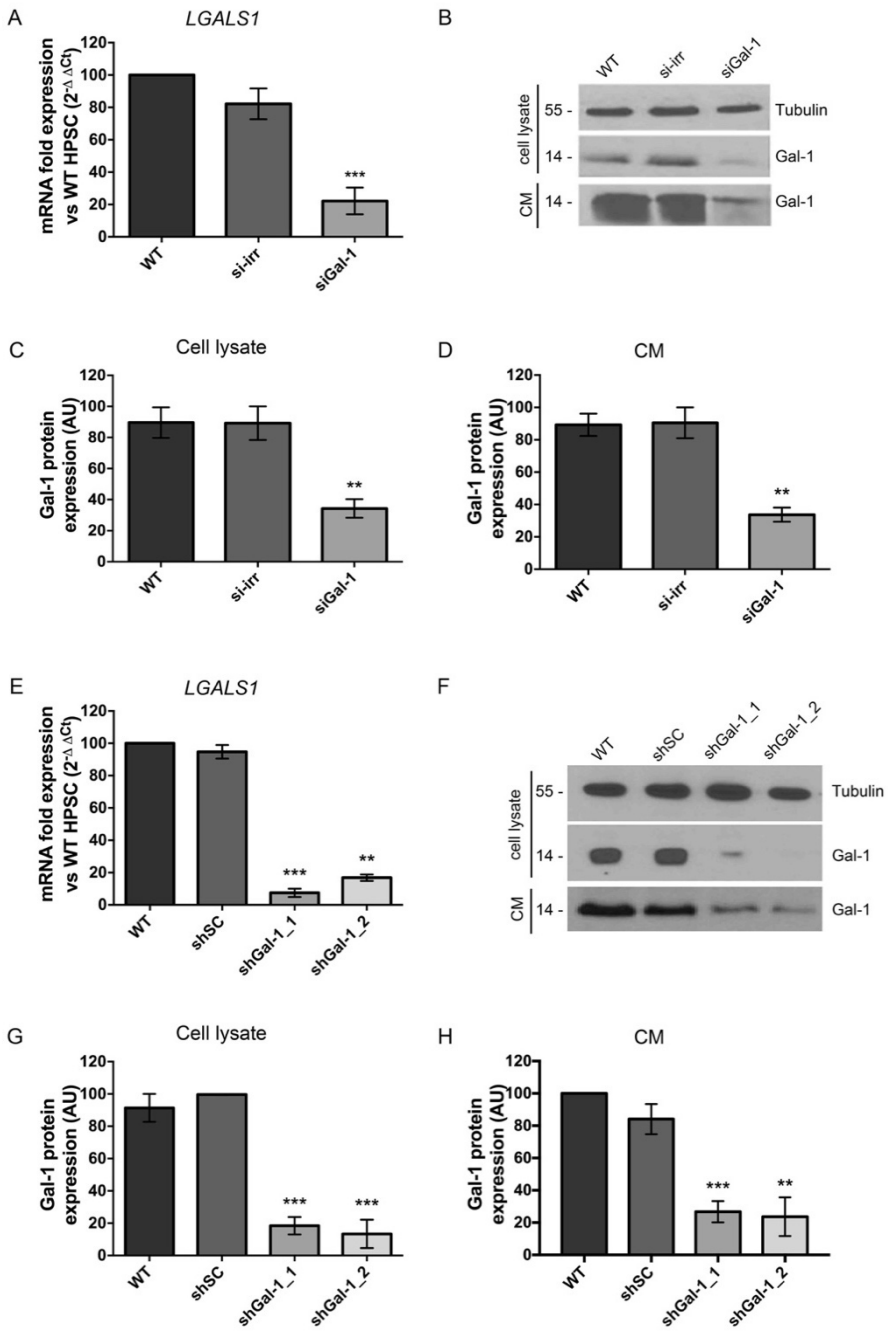 A
LGALS1
mRNA fold expression
vs WT HPSC (2-Δ ΔCt)
120
100
80
60
40
20
0
WT
si-irr
siGal-1
***
B
WT
si-irr
siGal-1
cell lysate
55 -
Tubulin
14 -
Gal-1
CM
14 -
Gal-1
C
Cell lysate
Gal-1 protein
expression (AU)
120
100
80
60
40
20
0
WT
si-irr
siGal-1
**
D
CM
Gal-1 protein
expression (AU)
120
100
80
60
40
20
0
WT
si-irr
siGal-1
**
E
LGALS1
mRNA fold expression
vs WT HPSC (2-Δ ΔCt)
120
100
80
60
40
20
0
WT
shSC
shGal-1_1
shGal-1_2
***
**
F
WT
shSC
shGal-1_1
shGal-1_2
cell lysate
55 -
Tubulin
14 -
Gal-1
CM
14 -
Gal-1
G
Cell lysate
Gal-1 protein
expression (AU)
120
100
80
60
40
20
0
WT
shSC
shGal-1_1
shGal-1_2
***
***
H
CM
Gal-1 protein
expression (AU)
120
100
80
60
40
20
0
WT
shSC
shGal-1_1
shGal-1_2
***
**